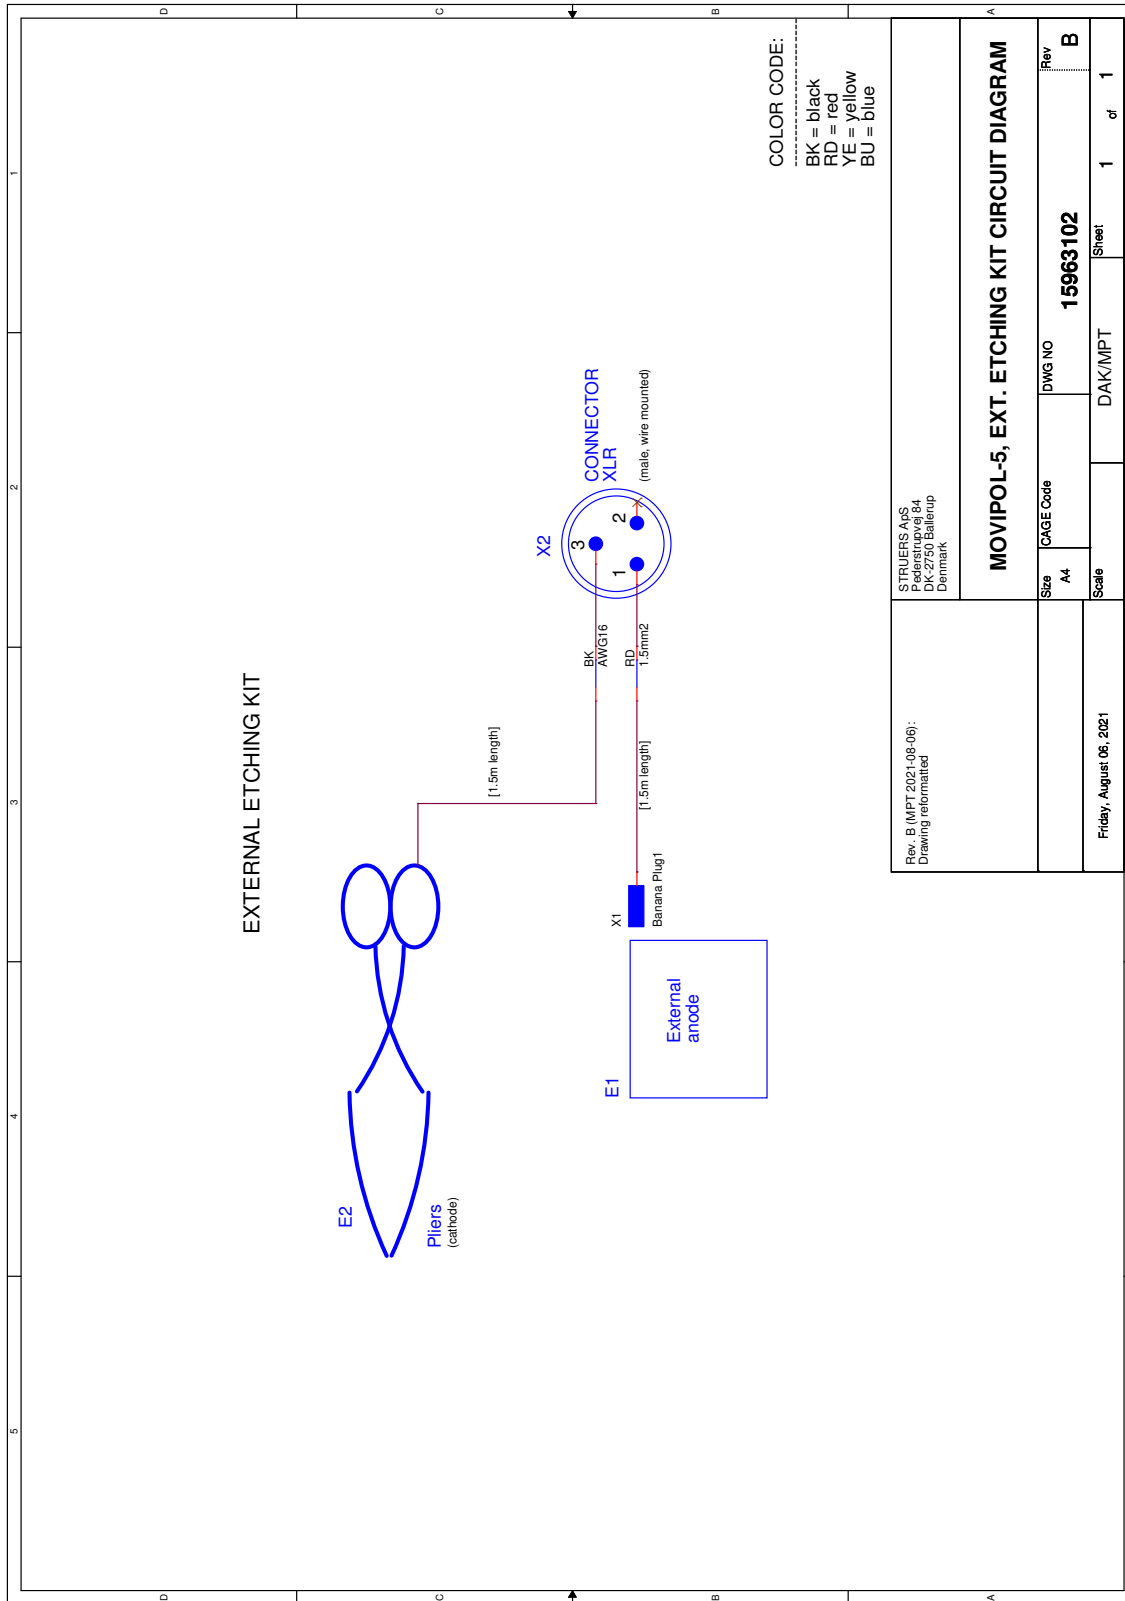 5
4
3
2
1
D
D
C
C
B
B
A
A
EXTERNAL ETCHING KIT
E2
Pliers
(cathode)
[1.5m length]
X2
3
1
2
CONNECTOR
XLR
(male, wire mounted)
BK
AWG16
RD
1.5mm2
[1.5m length]
X1
Banana Plug1
E1
External
anode
COLOR CODE:
BK = black
RD = red
YE = yellow
BU = blue
Rev. B (MPT 2021-08-06):
Drawing reformatted
STRUERS ApS
Pederstrupvej 84
DK-2750 Ballerup
Denmark
MOVIPOL-5, EXT. ETCHING KIT CIRCUIT DIAGRAM
Size
A4
CAGE Code
DWG NO
15963102
Rev
B
Friday, August 06, 2021
Scale
DAK/MPT
Sheet
1 of 1